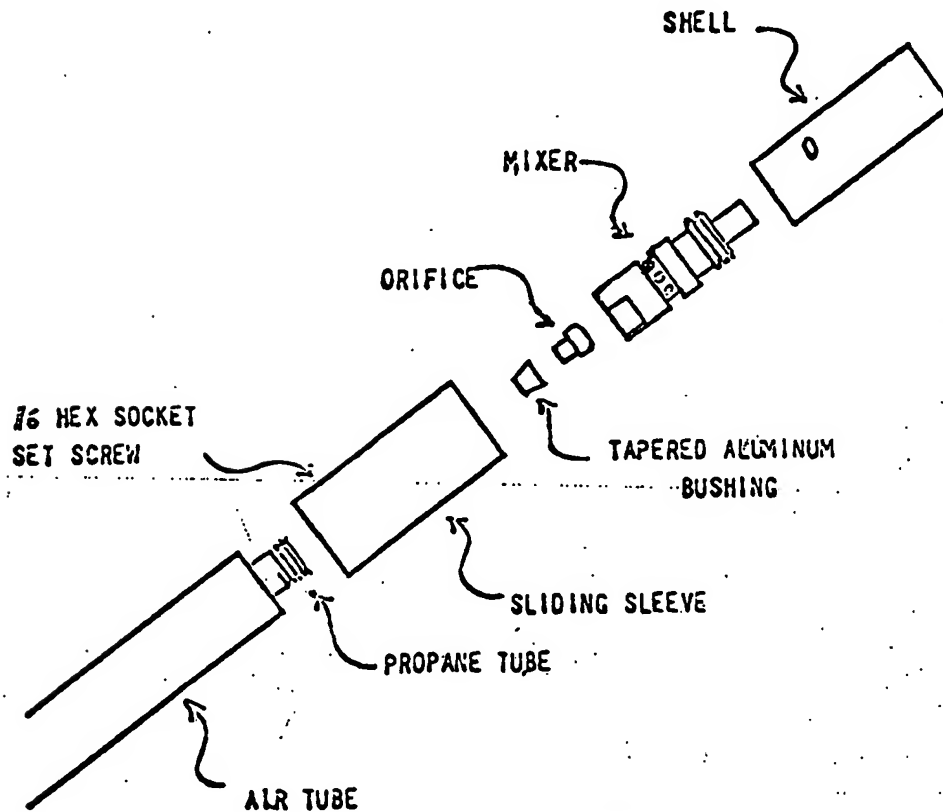 SHELL
MIXER
ORIFICE
#6 HEX SOCKET
SET SCREW
TAPERED ALUMINUM
BUSHING
SLIDING SLEEVE
PROPANE TUBE
AIR TUBE